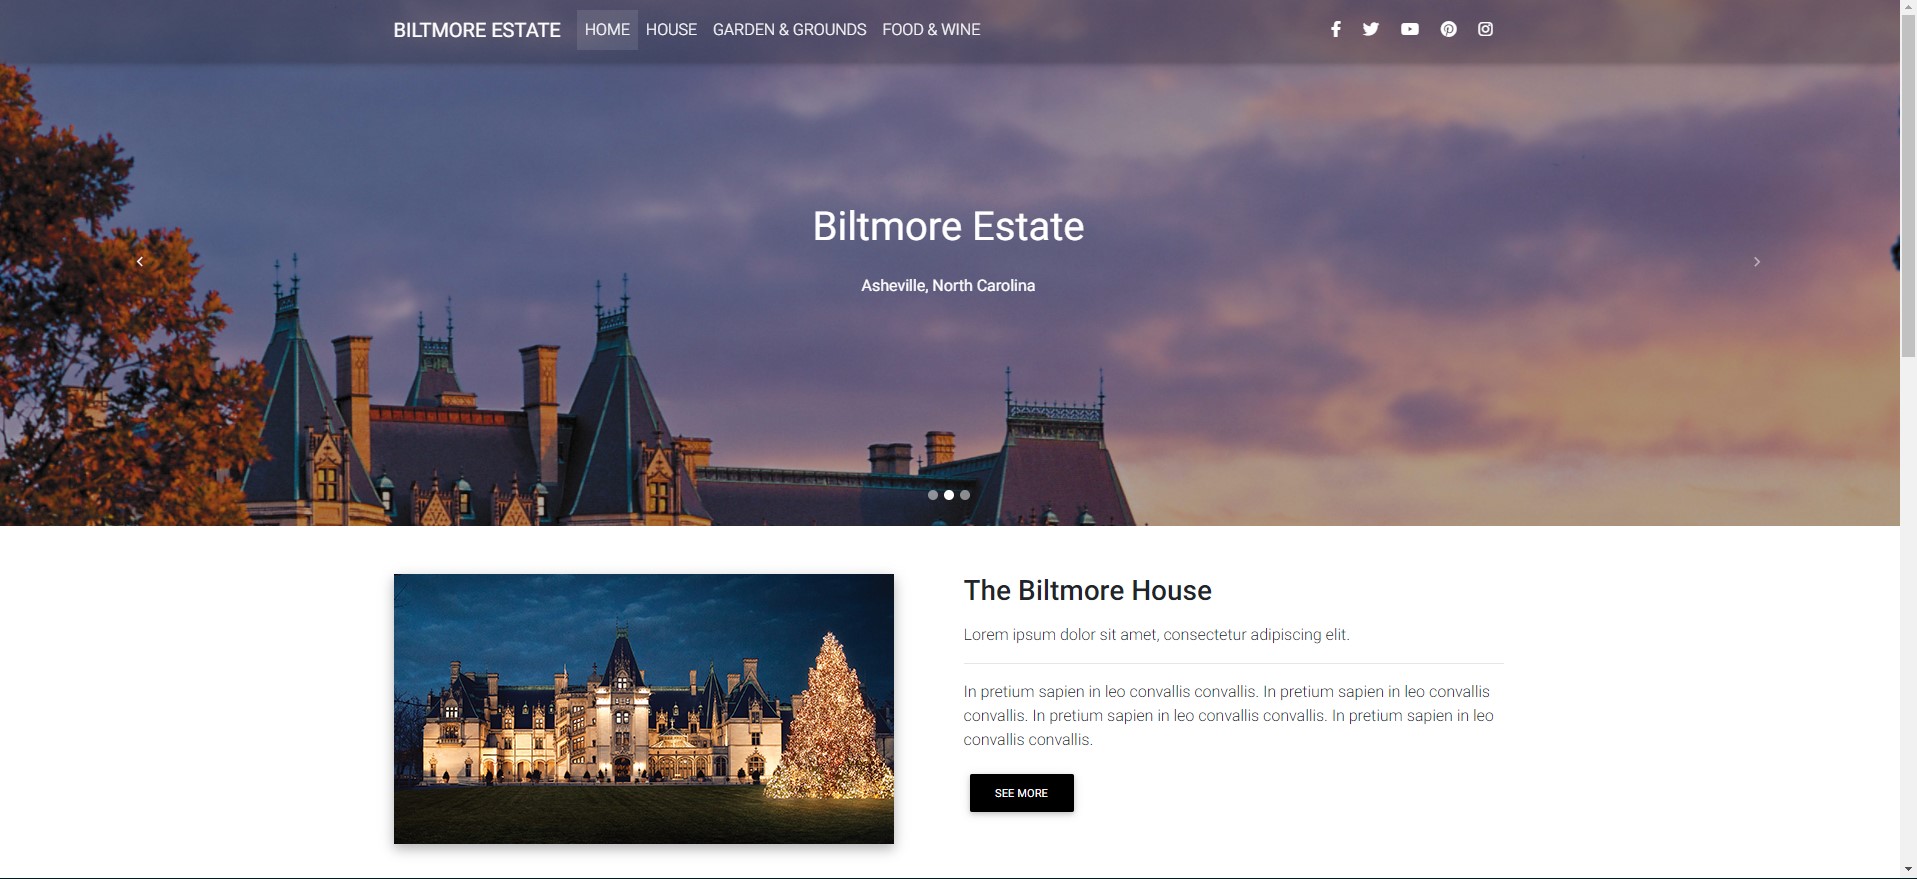 BILTMORE ESTATE HOME HOUSE GARDEN & GROUNDS FOOD & WINE
Biltmore Estate
Asheville, North Carolina
The Biltmore House
Lorem ipsum dolor sit amet, consectetur adipiscing elit.
In pretium sapien in leo convallis convallis. In pretium sapien in leo convallis
convallis. In pretium sapien in leo convallis convallis. In pretium sapien in leo
convallis convallis.
SEE MORE